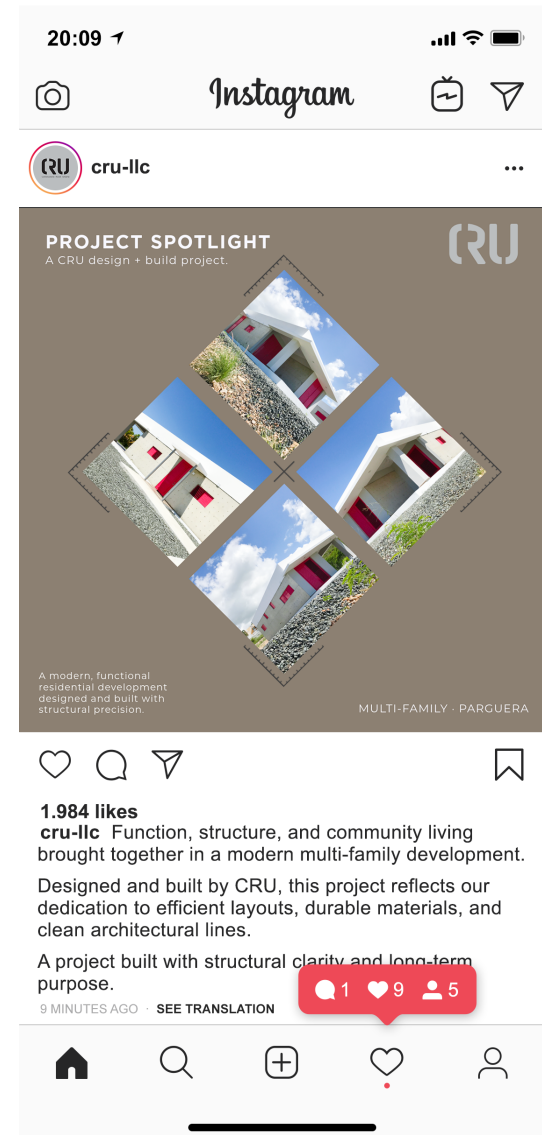 20:09
Instagram
CRU
cru-llc
PROJECT SPOTLIGHT
A CRU design + build project.
CRU
A modern, functional
residential development
designed and built with
structural precision.
MULTI-FAMILY · PARGUERA
1.984 likes
cru-llc Function, structure, and community living
brought together in a modern multi-family development.
Designed and built by CRU, this project reflects our
dedication to efficient layouts, durable materials, and
clean architectural lines.
A project built with structural clarity and long-term
purpose.
1 9 5
9 MINUTES AGO · SEE TRANSLATION